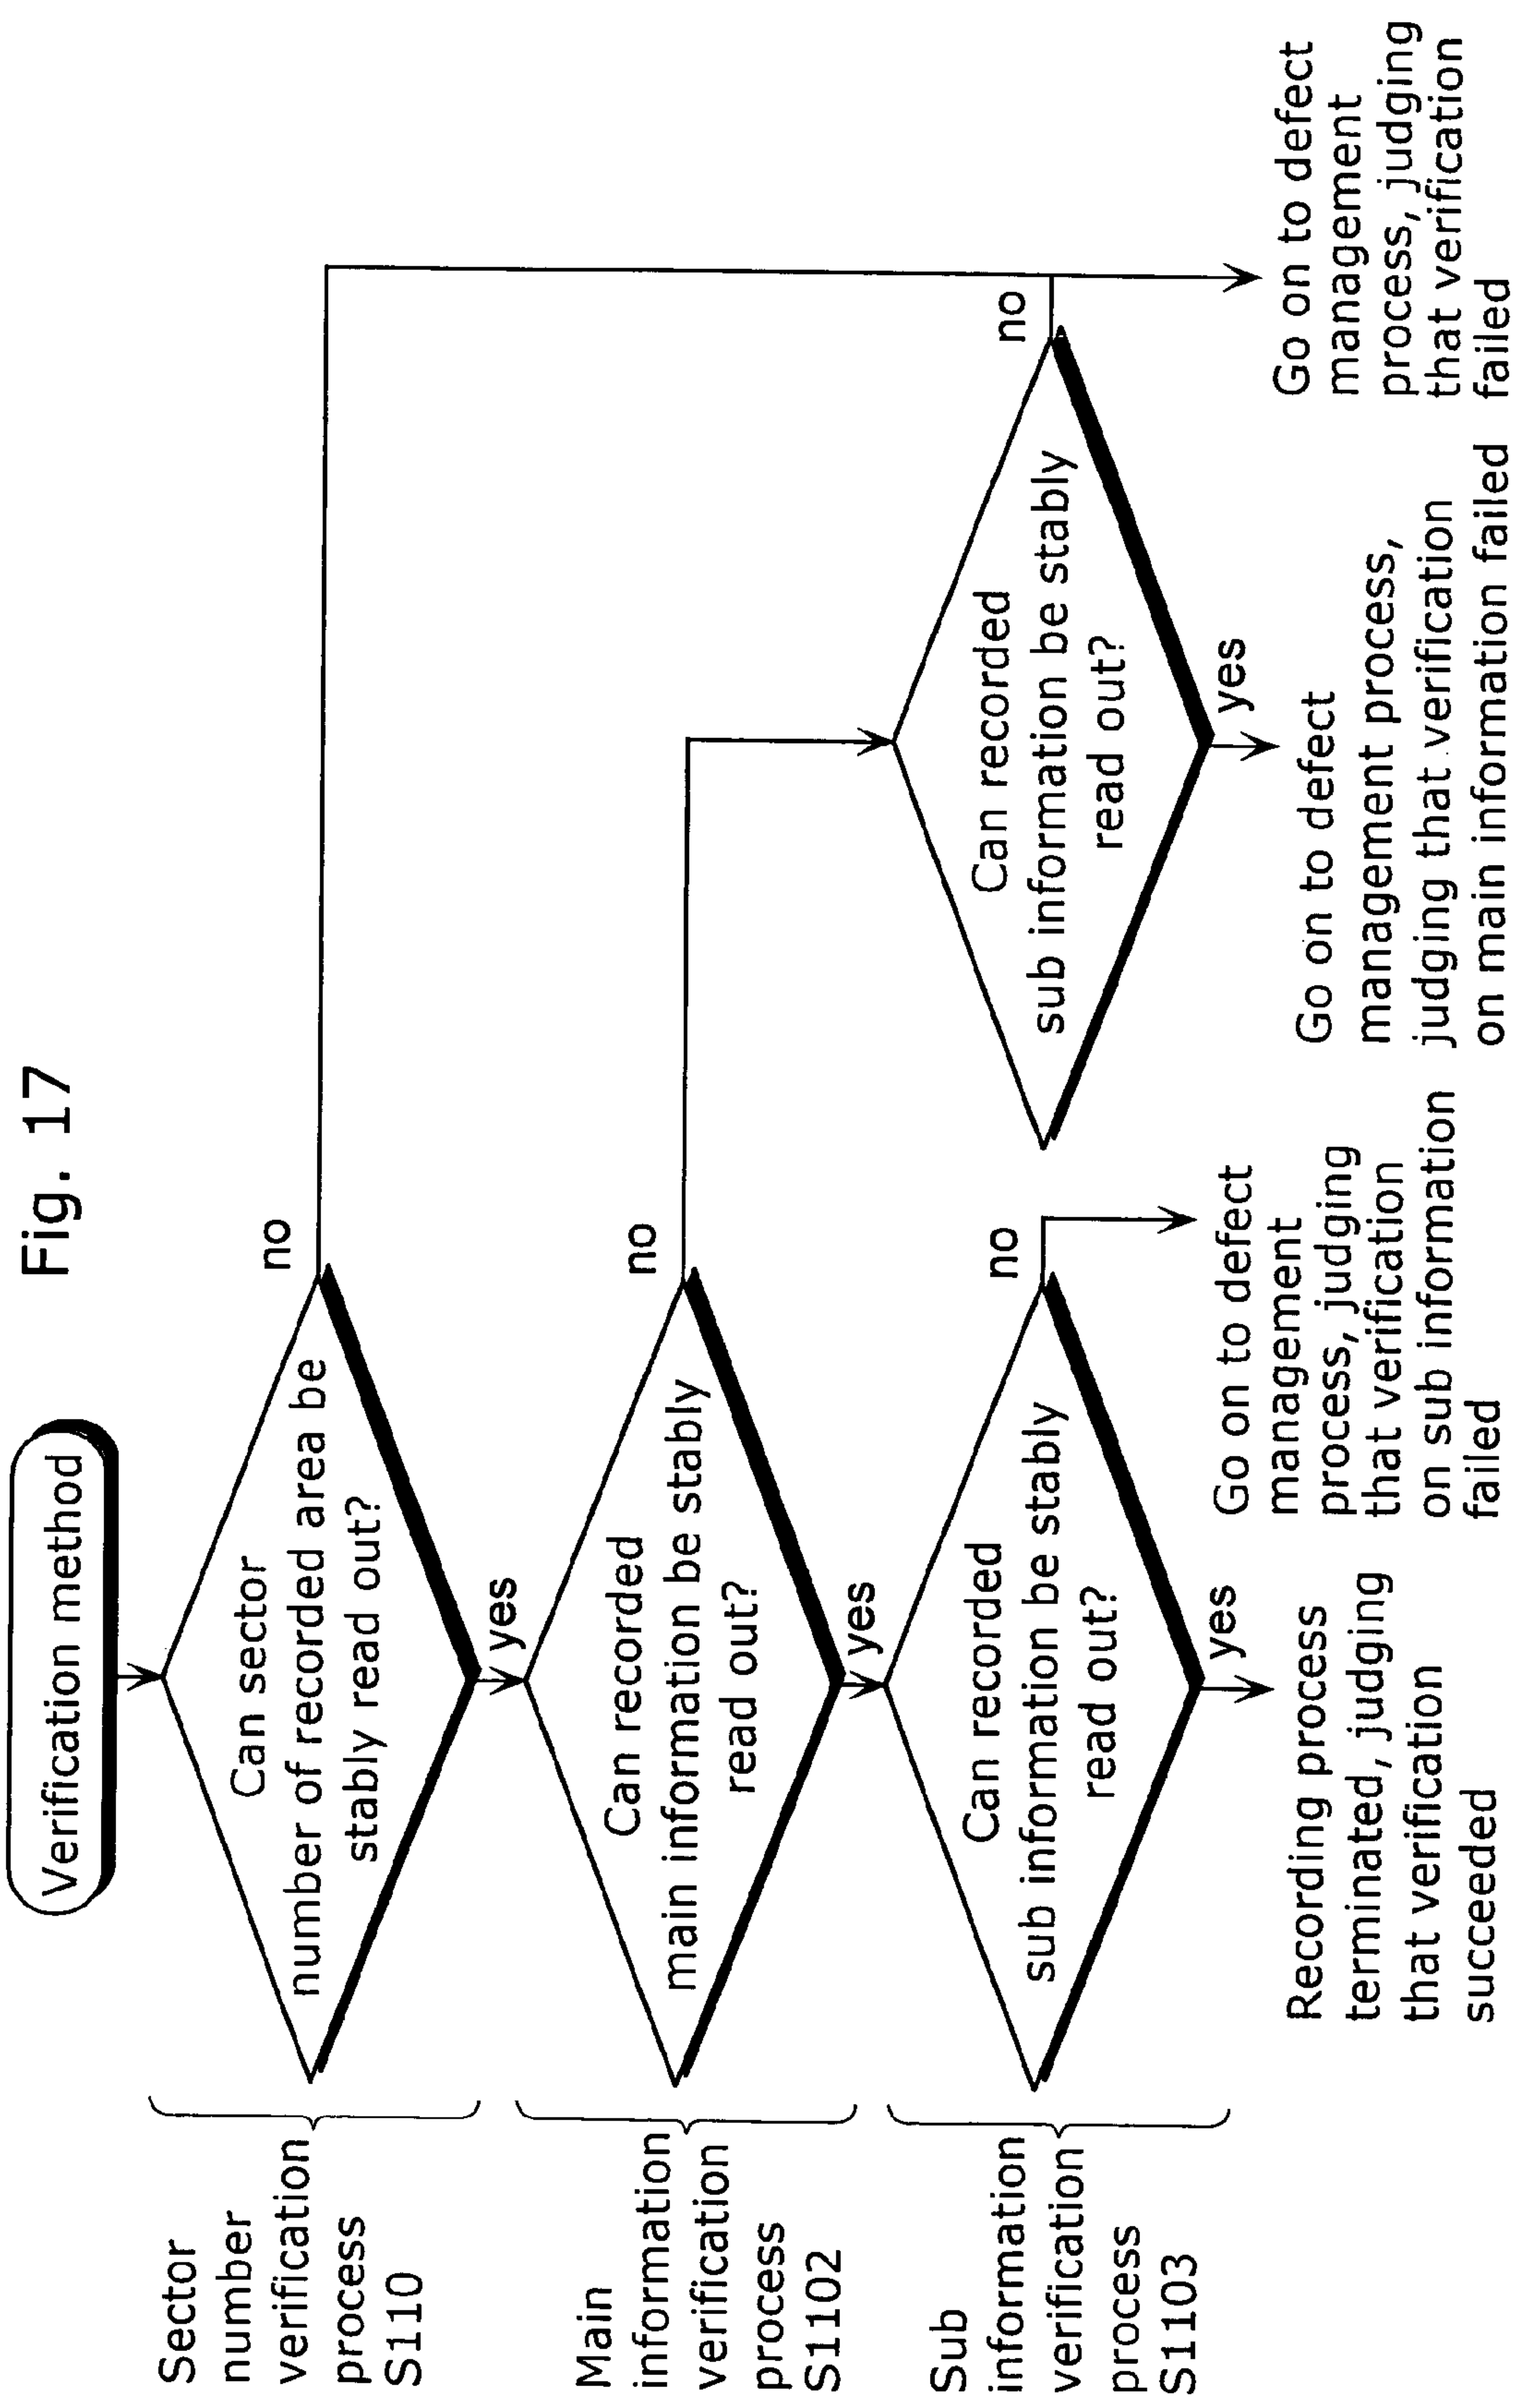 Fig. 17
Verification method
Sector
number
verification
process
S110
Can sector
number of recorded area be
stably read out?
no
yes
Main
information
verification
process
S1102
Can recorded
main information be stably
read out?
no
yes
Sub
information
verification
process
S1103
Can recorded
sub information be stably
read out?
no
yes
Can recorded
sub information be stably
read out?
no
yes
Recording process
terminated, judging
that verification
succeeded
Go on to defect
management
process, judging
that verification
on sub information
failed
Go on to defect
management process,
judging that verification
on main information failed
Go on to defect
management
process, judging
that verification
failed